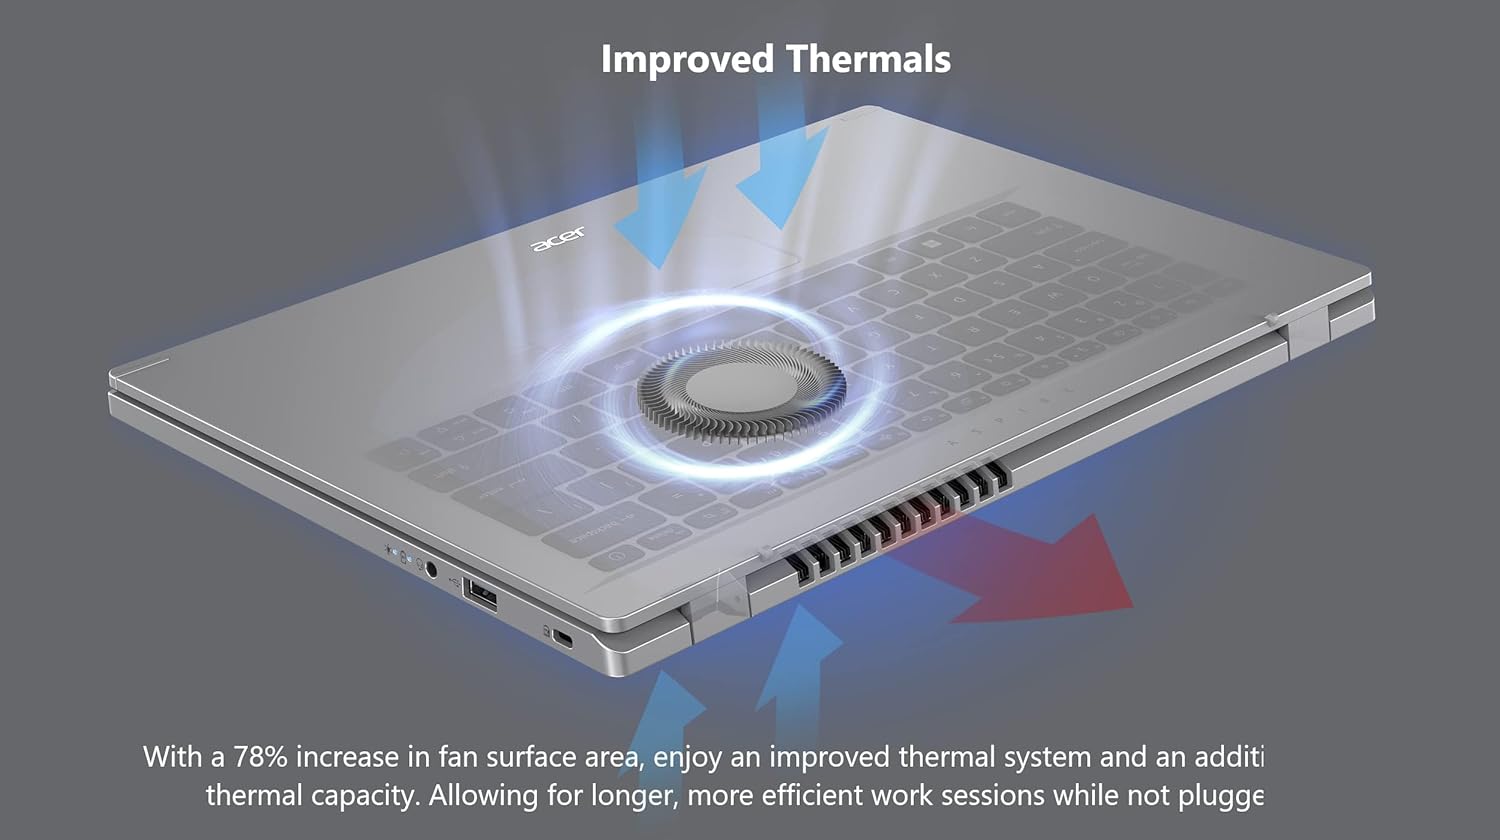 Improved Thermals
acer
ASPIRE
With a 78% increase in fan surface area, enjoy an improved thermal system and an additi
thermal capacity. Allowing for longer, more efficient work sessions while not plugge